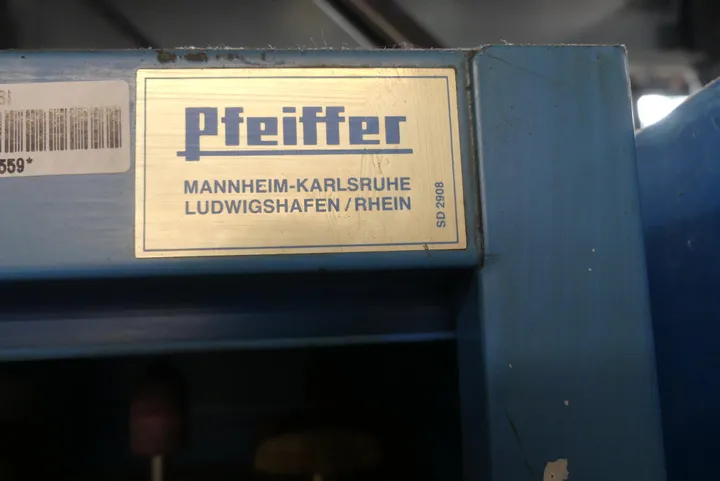 559*
Pfeiffer
MANNHEIM-KARLSRUHE
LUDWIGSHAFEN/RHEIN
SD 2908